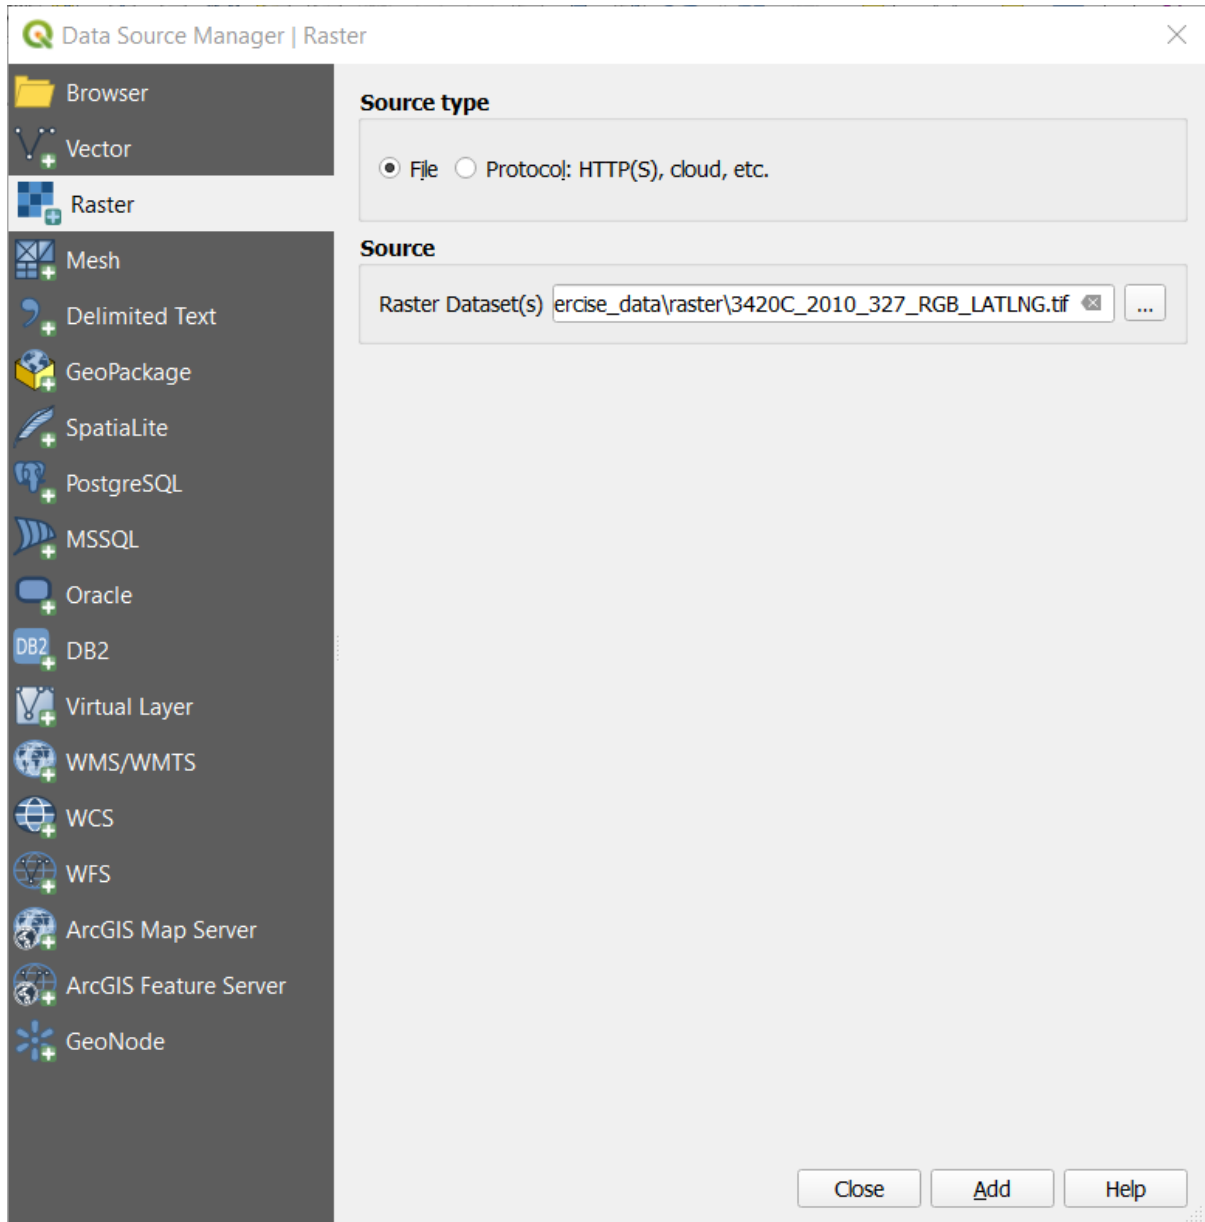 Data Source Manager | Raster
Browser
Vector
Raster
Mesh
Delimited Text
GeoPackage
SpatiaLite
PostgreSQL
MSSQL
Oracle
DB2
DB2
Virtual Layer
WMS/WMTS
WCS
WFS
ArcGIS Map Server
ArcGIS Feature Server
GeoNode
Source type
File Protocol: HTTP(S), cloud, etc.
Source
Raster Dataset(s) ercise_data\raster\3420C_2010_327_RGB_LATLNG.tif ...
Close Add Help